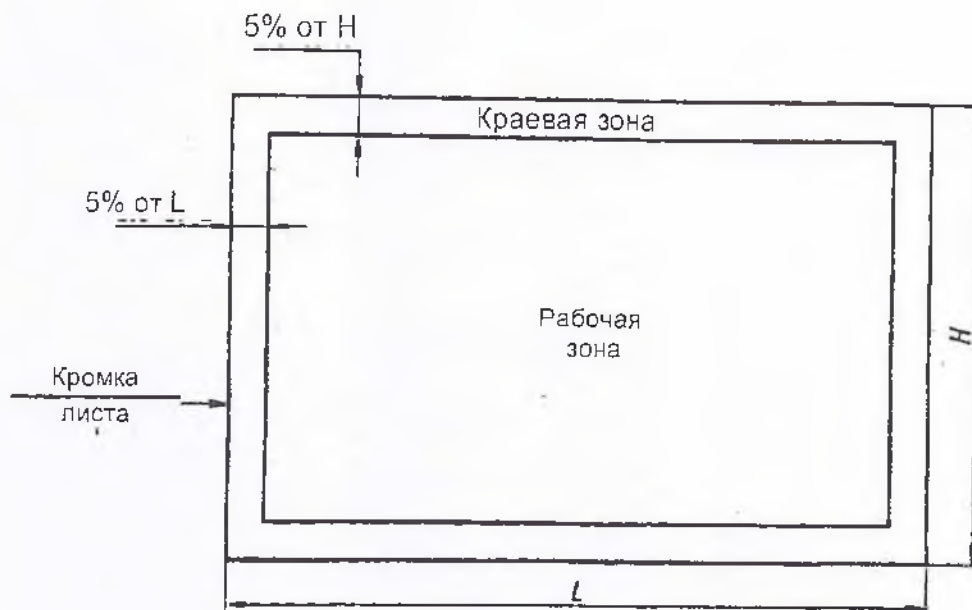 5% от H
Краевая зона
5% от L
Рабочая
зона
H
Кромка
листа
L